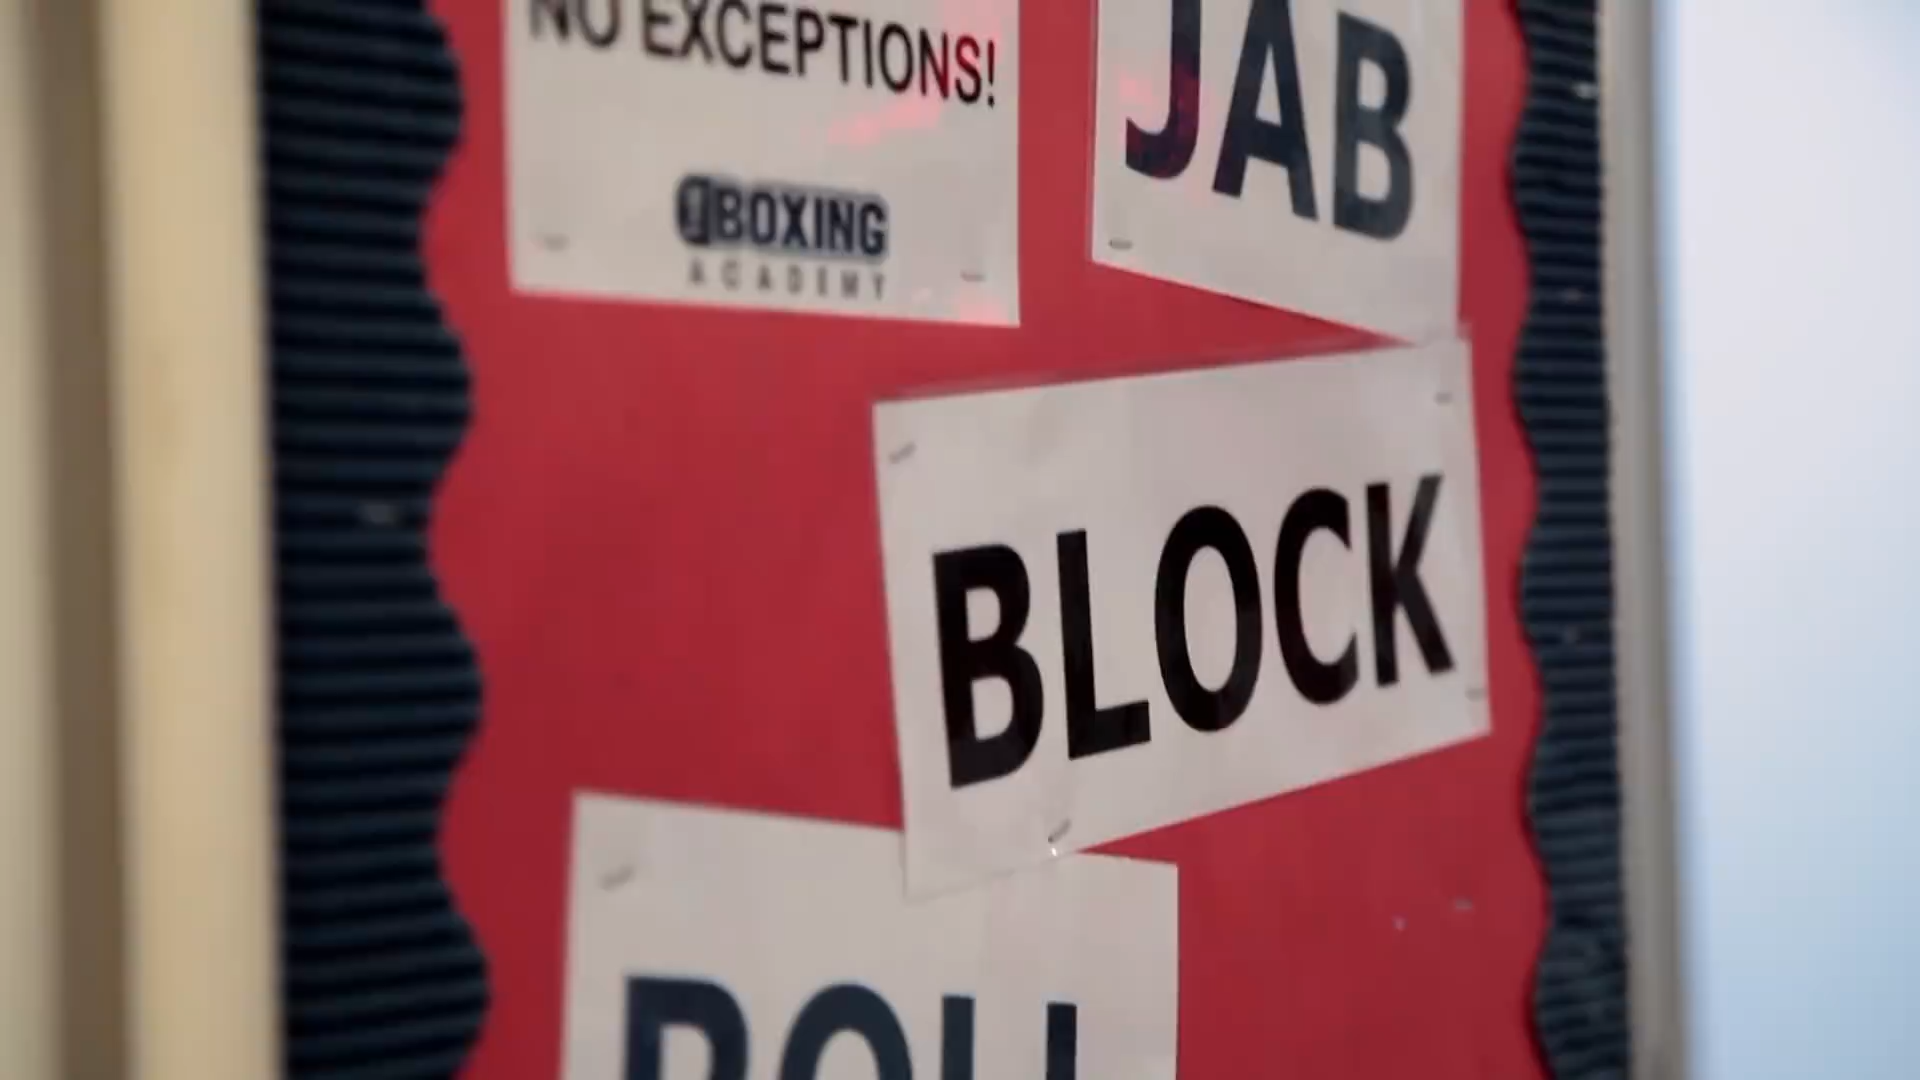 NO EXCEPTIONS!
BOXING
ACADEMY
JAB
BLOCK
ROLL